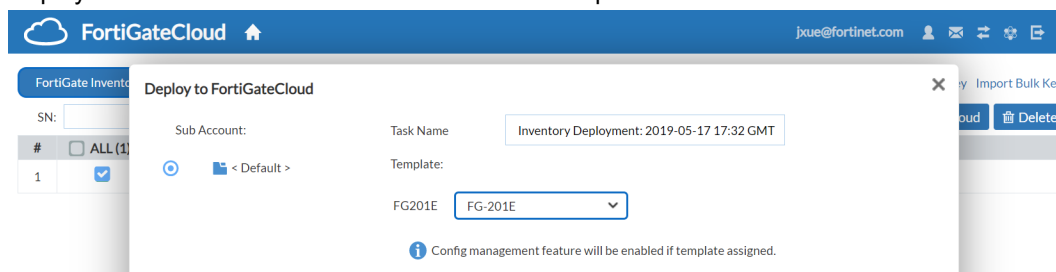 FortiGateCloud jxue@fortinet.com
FortiGate Invento Import Bulk Ke
Deploy to FortiGateCloud
SN: oud Delete
Sub Account: Task Name Inventory Deployment: 2019-05-17 17:32 GMT
# ALL (1)
< Default > Template:
1
FG201E FG-201E
Config management feature will be enabled if template assigned.